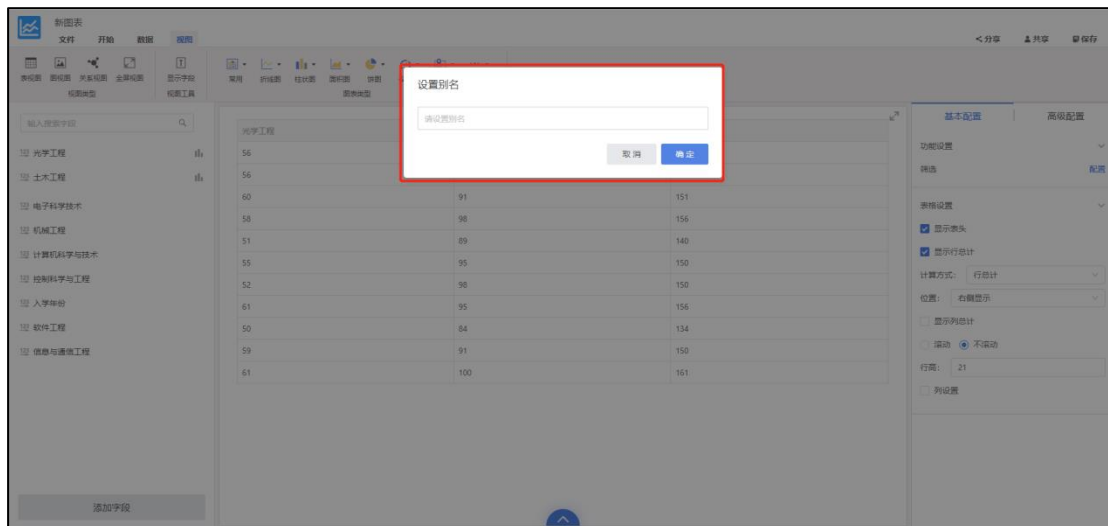 新图表
文件 开始 数据 视图
分享 共享 保存
表视图 图视图 关系视图 全屏视图 显示字段 常用 折线图 柱状图 面积图 饼图
视图类型 视图工具 图表类型
设置别名
请设置别名
取消 确定
输入搜索字段
光学工程
土木工程
电子科学技术
机械工程
计算机科学与技术
控制科学与工程
入学年份
软件工程
信息与通信工程
添加字段
光学工程
56
56
60 91 151
58 98 156
51 89 140
55 95 150
52 98 150
61 95 156
50 84 134
59 91 150
61 100 161
基本配置 高级配置
功能设置
筛选 配置
表格设置
显示表头
显示行总计
计算方式: 行总计
位置: 右侧显示
显示列总计
滚动 不滚动
行高: 21
列设置